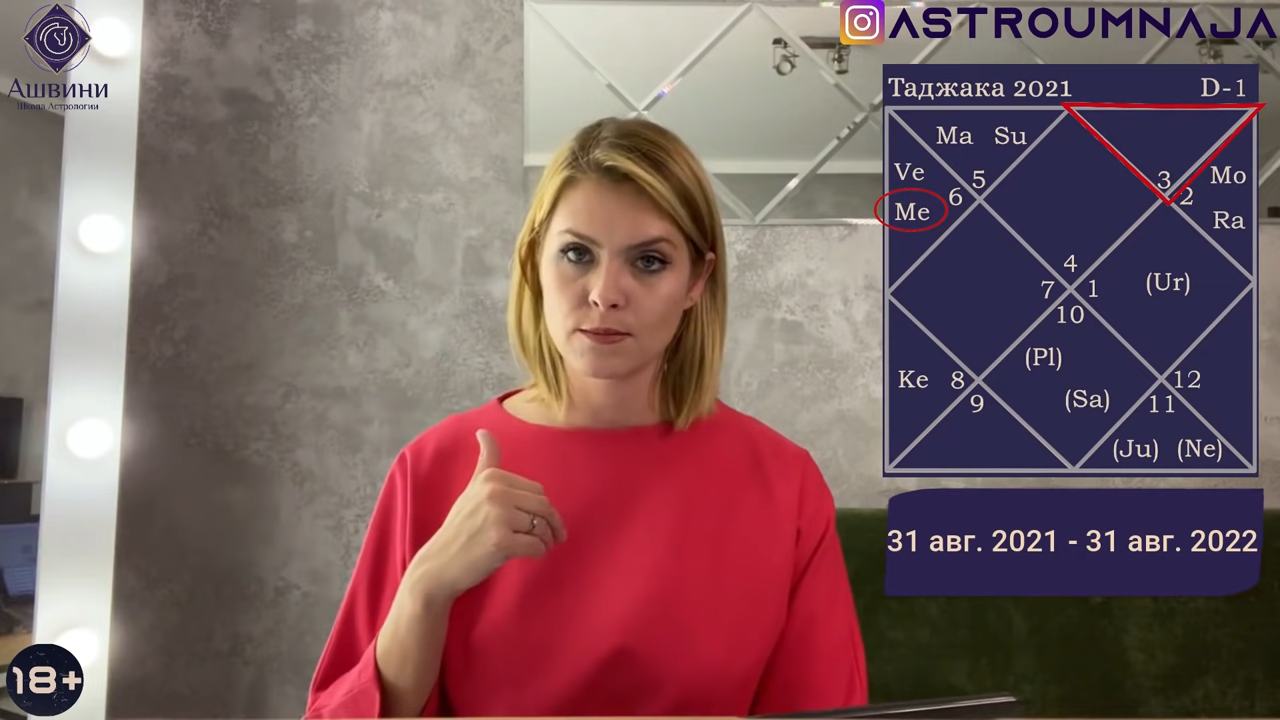 АШВИНИ
Школа Астрологии
ASTROUMNAJA
Таджака 2021 D-1
Ma Su
Ve
5
3
Mo
Me
6
2
Ra
4
7 1
(Ur)
10
(Pl)
Ke 8
12
(Sa)
9
11
(Ju) (Ne)
31 авг. 2021 - 31 авг. 2022
18+